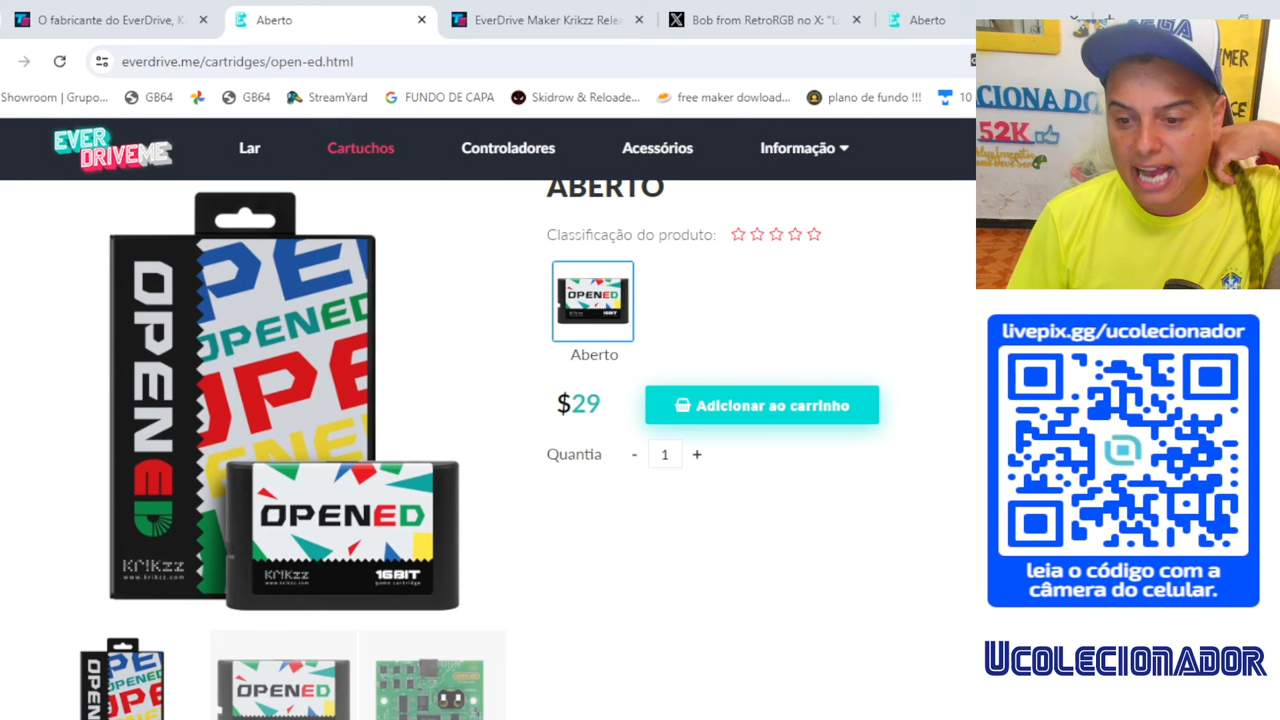 O fabricante do EverDrive, K
Aberto
EverDrive Maker Krikzz Rele
Bob from RetroRGB no X: "L
Aberto
everdrive.me/cartridges/open-ed.html
Showroom | Grupo...
GB64
GB64
StreamYard
FUNDO DE CAPA
Skidrow & Reloade...
free maker dowload...
plano de fundo !!!
10
EVER DRIVEME
Lar
Cartuchos
Controladores
Acessórios
Informação
ABERTO
Classificação do produto:
Aberto
$29
Adicionar ao carrinho
Quantia
- 1 +
OPENED
OPENED
KRIKZZ
www.krikzz.com
OPENED
KRIKZZ
www.krikzz.com
16BIT
game cartridge
OPENED
OPENED
OPENED
SEGA
CIONADO
52K
livepix.gg/ucolecionador
leia o código com a
câmera do celular.
UCOLECIONADOR